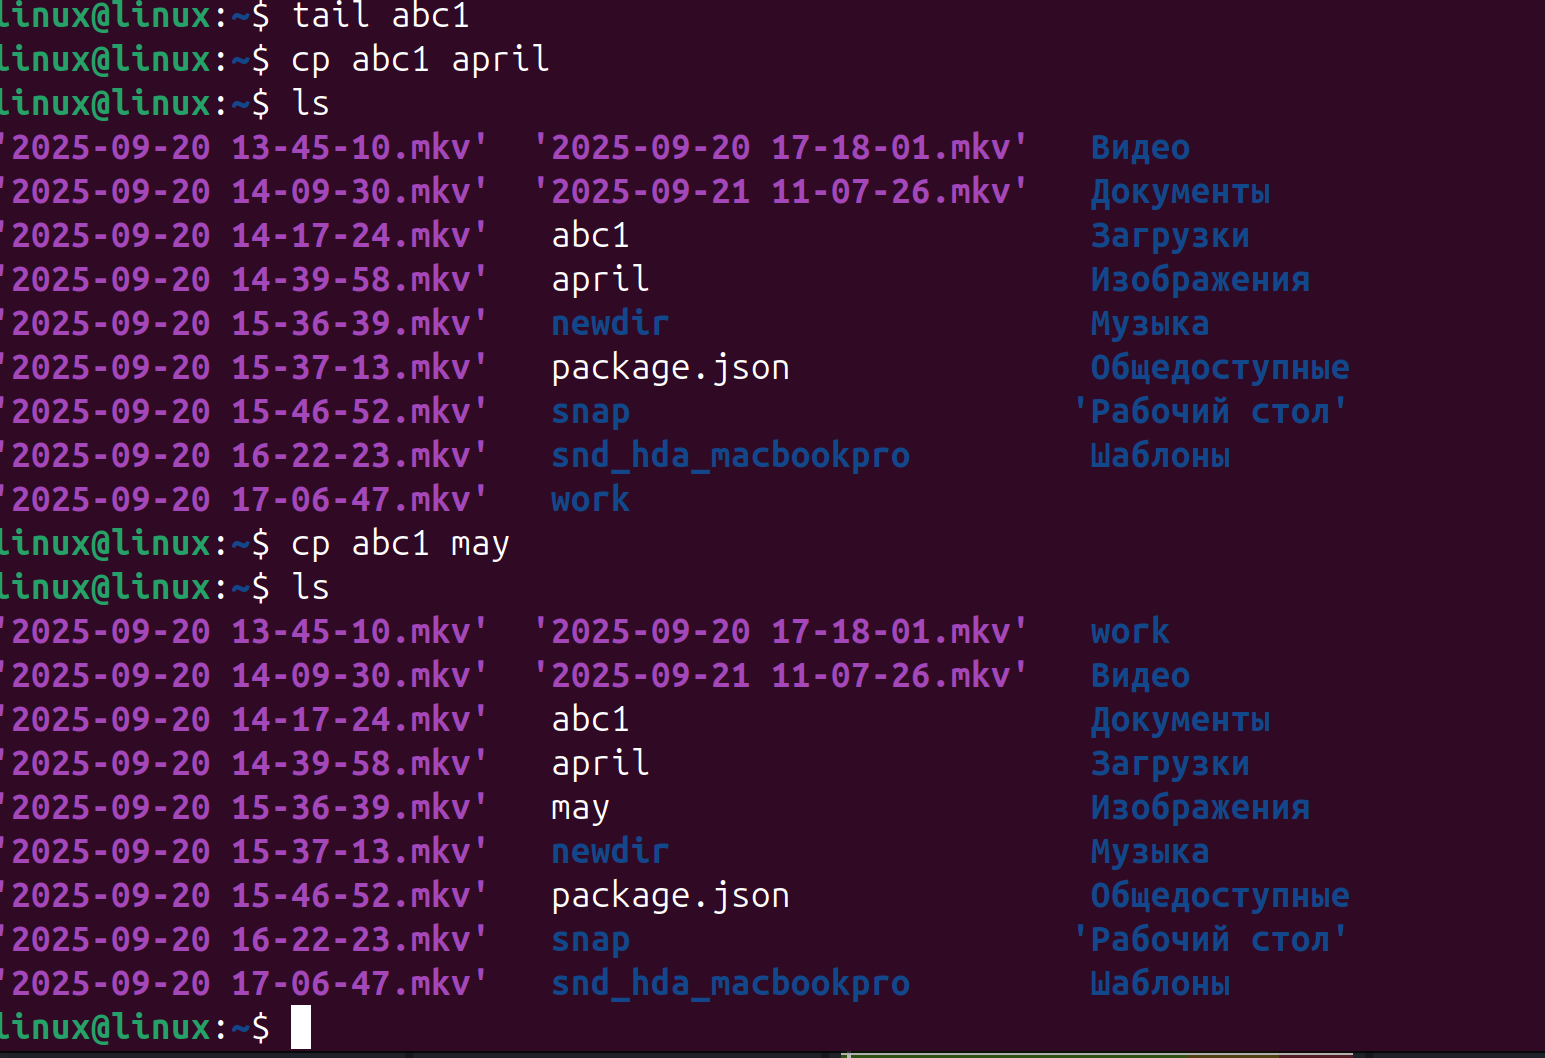 linux@linux:~$ tail abc1
linux@linux:~$ cp abc1 april
linux@linux:~$ ls
'2025-09-20 13-45-10.mkv'  '2025-09-20 17-18-01.mkv'   Видео
'2025-09-20 14-09-30.mkv'  '2025-09-21 11-07-26.mkv'   Документы
'2025-09-20 14-17-24.mkv'   abc1                       Загрузки
'2025-09-20 14-39-58.mkv'   april                      Изображения
'2025-09-20 15-36-39.mkv'   newdir                     Музыка
'2025-09-20 15-37-13.mkv'   package.json               Общедоступные
'2025-09-20 15-46-52.mkv'   snap                      'Рабочий стол'
'2025-09-20 16-22-23.mkv'   snd_hda_macbookpro         Шаблоны
'2025-09-20 17-06-47.mkv'   work
linux@linux:~$ cp abc1 may
linux@linux:~$ ls
'2025-09-20 13-45-10.mkv'  '2025-09-20 17-18-01.mkv'   work
'2025-09-20 14-09-30.mkv'  '2025-09-21 11-07-26.mkv'   Видео
'2025-09-20 14-17-24.mkv'   abc1                       Документы
'2025-09-20 14-39-58.mkv'   april                      Загрузки
'2025-09-20 15-36-39.mkv'   may                        Изображения
'2025-09-20 15-37-13.mkv'   newdir                     Музыка
'2025-09-20 15-46-52.mkv'   package.json               Общедоступные
'2025-09-20 16-22-23.mkv'   snap                      'Рабочий стол'
'2025-09-20 17-06-47.mkv'   snd_hda_macbookpro         Шаблоны
linux@linux:~$